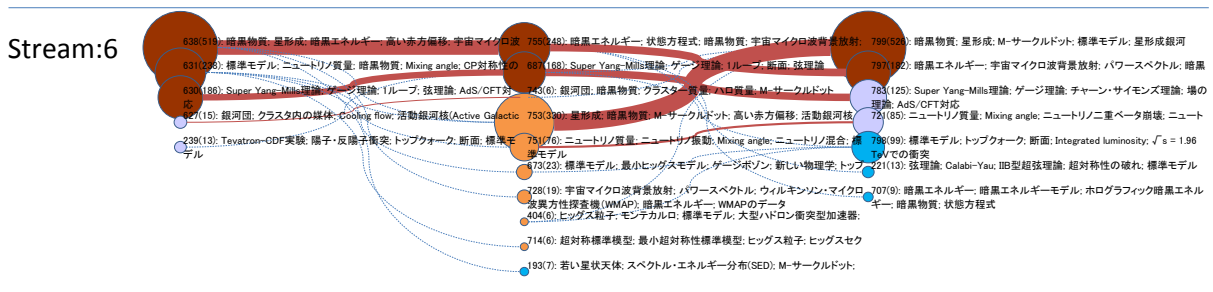 Stream:6
638(519): 暗黒物質; 星形成; 暗黒エネルギー; 高い赤方偏移; 宇宙マイクロ波
631(238): 標準モデル; ニュートリノ質量; 暗黒物質; Mixing angle; CP対称性の
630(186): Super Yang-Mills理論; ゲージ理論; 1ループ; 弦理論; AdS/CFT対
応
627(15): 銀河団; クラスタ内の媒体; Cooling flow; 活動銀河核(Active Galactic
239(13): Tevatron-CDF実験; 陽子・反陽子衝突; トップクォーク; 断面; 標準モ
デル
755(248): 暗黒エネルギー; 状態方程式; 暗黒物質; 宇宙マイクロ波背景放射;
687(168): Super Yang-Mills理論; ゲージ理論; 1ループ; 断面; 弦理論
743(6): 銀河団; 暗黒物質; クラスター質量; ハロ質量; M-サークルドット
753(330): 星形成; 暗黒物質; M-サークルドット; 高い赤方偏移; 活動銀河核
751(76): ニュートリノ質量; ニュートリノ振動; Mixing angle; ニュートリノ混合; 標
準モデル
673(23): 標準モデル; 最小ヒッグスモデル; ゲージボゾン; 新しい物理学; トップ
728(19): 宇宙マイクロ波背景放射; パワースペクトル; ウィルキンソン・マイクロ
波異方性探査機(WMAP); 暗黒エネルギー; WMAPのデータ
404(6): ヒッグス粒子; モンテカルロ; 標準モデル; 大型ハドロン衝突型加速器;
714(6): 超対称標準模型; 最小超対称性標準模型; ヒッグス粒子; ヒッグスセク
193(7): 若い星状天体; スペクトル・エネルギー分布(SED); M-サークルドット;
799(526): 暗黒物質; 星形成; M-サークルドット; 標準モデル; 星形成銀河
797(182): 暗黒エネルギー; 宇宙マイクロ波背景放射; パワースペクトル; 暗黒
783(125): Super Yang-Mills理論; ゲージ理論; チャーン・サイモンズ理論; 場の
理論; AdS/CFT対応
721(85): ニュートリノ質量; Mixing angle; ニュートリノ二重ベータ崩壊; ニュート
798(99): 標準モデル; トップクォーク; 断面; Integrated luminosity; √s = 1.96
TeVでの衝突
221(13): 弦理論; Calabi-Yau; IIB型超弦理論; 超対称性の破れ; 標準モデル
707(9): 暗黒エネルギー; 暗黒エネルギーモデル; ホログラフィック暗黒エネル
ギー; 暗黒物質; 状態方程式